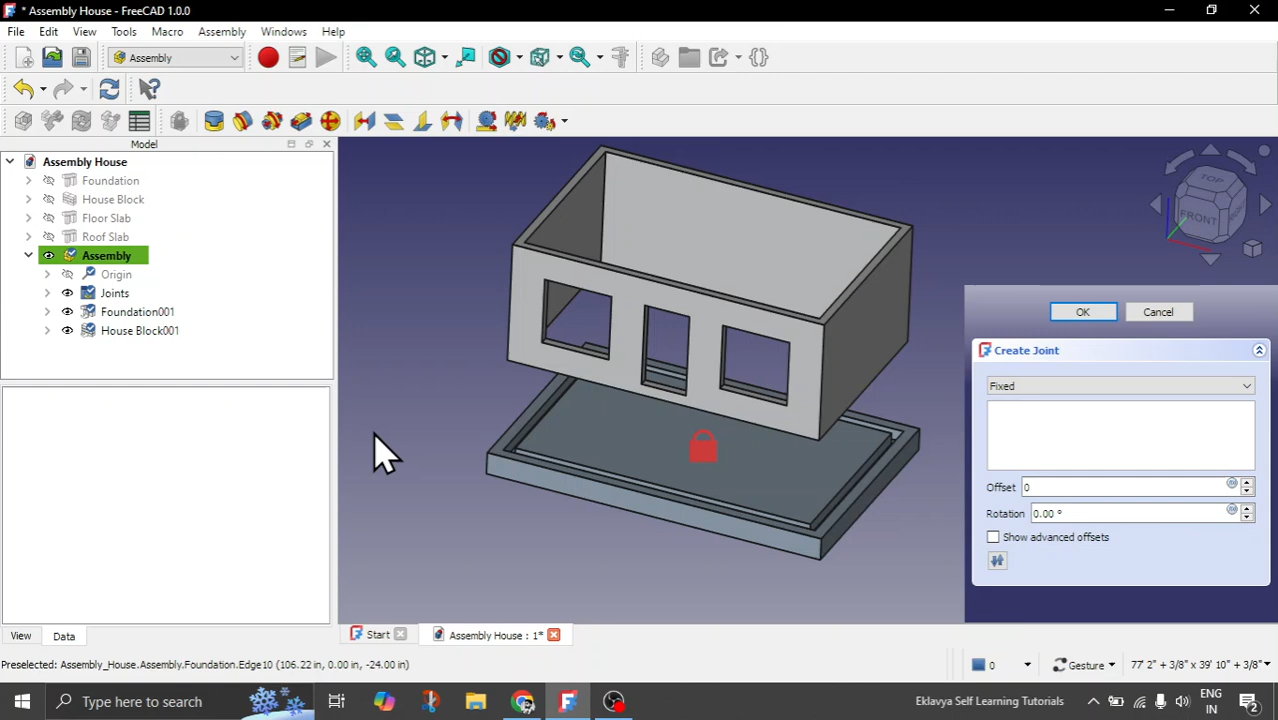 * Assembly House - FreeCAD 1.0.0
File Edit View Tools Macro Assembly Windows Help
Assembly
Model
Assembly House
Foundation
House Block
Floor Slab
Roof Slab
Assembly
Origin
Joints
Foundation001
House Block001
TOP
FRONT
OK Cancel
Create Joint
Fixed
Offset 0
Rotation 0.00 °
Show advanced offsets
View Data
Start Assembly House : 1*
Preselected: Assembly_House.Assembly.Foundation.Edge10 (106.22 in, 0.00 in, -24.00 in)
0 Gesture 77' 2" + 3/8" x 39' 10" + 3/8"
Type here to search
Eklavya Self Learning Tutorials
ENG
IN
2